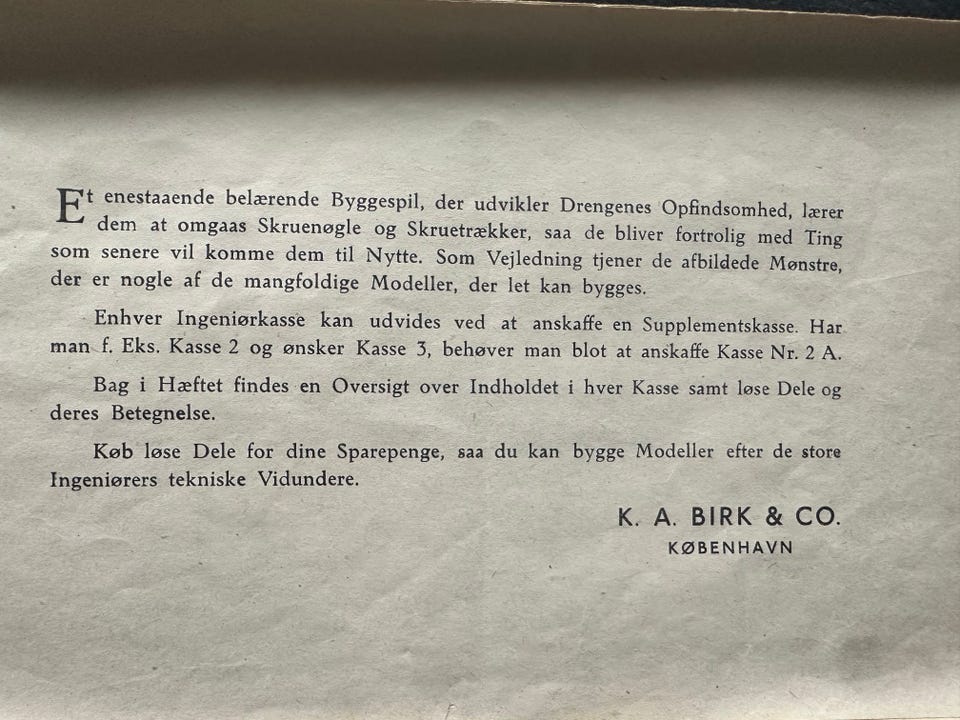 Et enestaaende belærende Byggespil, der udvikler Drengenes Opfindsomhed, lærer
dem at omgaas Skruenøgle og Skruetrækker, saa de bliver fortrolig med Ting
som senere vil komme dem til Nytte. Som Vejledning tjener de afbildede Mønstre,
der er nogle af de mangfoldige Modeller, der let kan bygges.
Enhver Ingeniørkasse kan udvides ved at anskaffe en Supplementskasse. Har
man f. Eks. Kasse 2 og ønsker Kasse 3, behøver man blot at anskaffe Kasse Nr. 2 A.
Bag i Hæftet findes en Oversigt over Indholdet i hver Kasse samt løse Dele og
deres Betegnelse.
Køb løse Dele for dine Sparepenge, saa du kan bygge Modeller efter de store
Ingeniørers tekniske Vidundere.
K. A. BIRK & CO.
KØBENHAVN